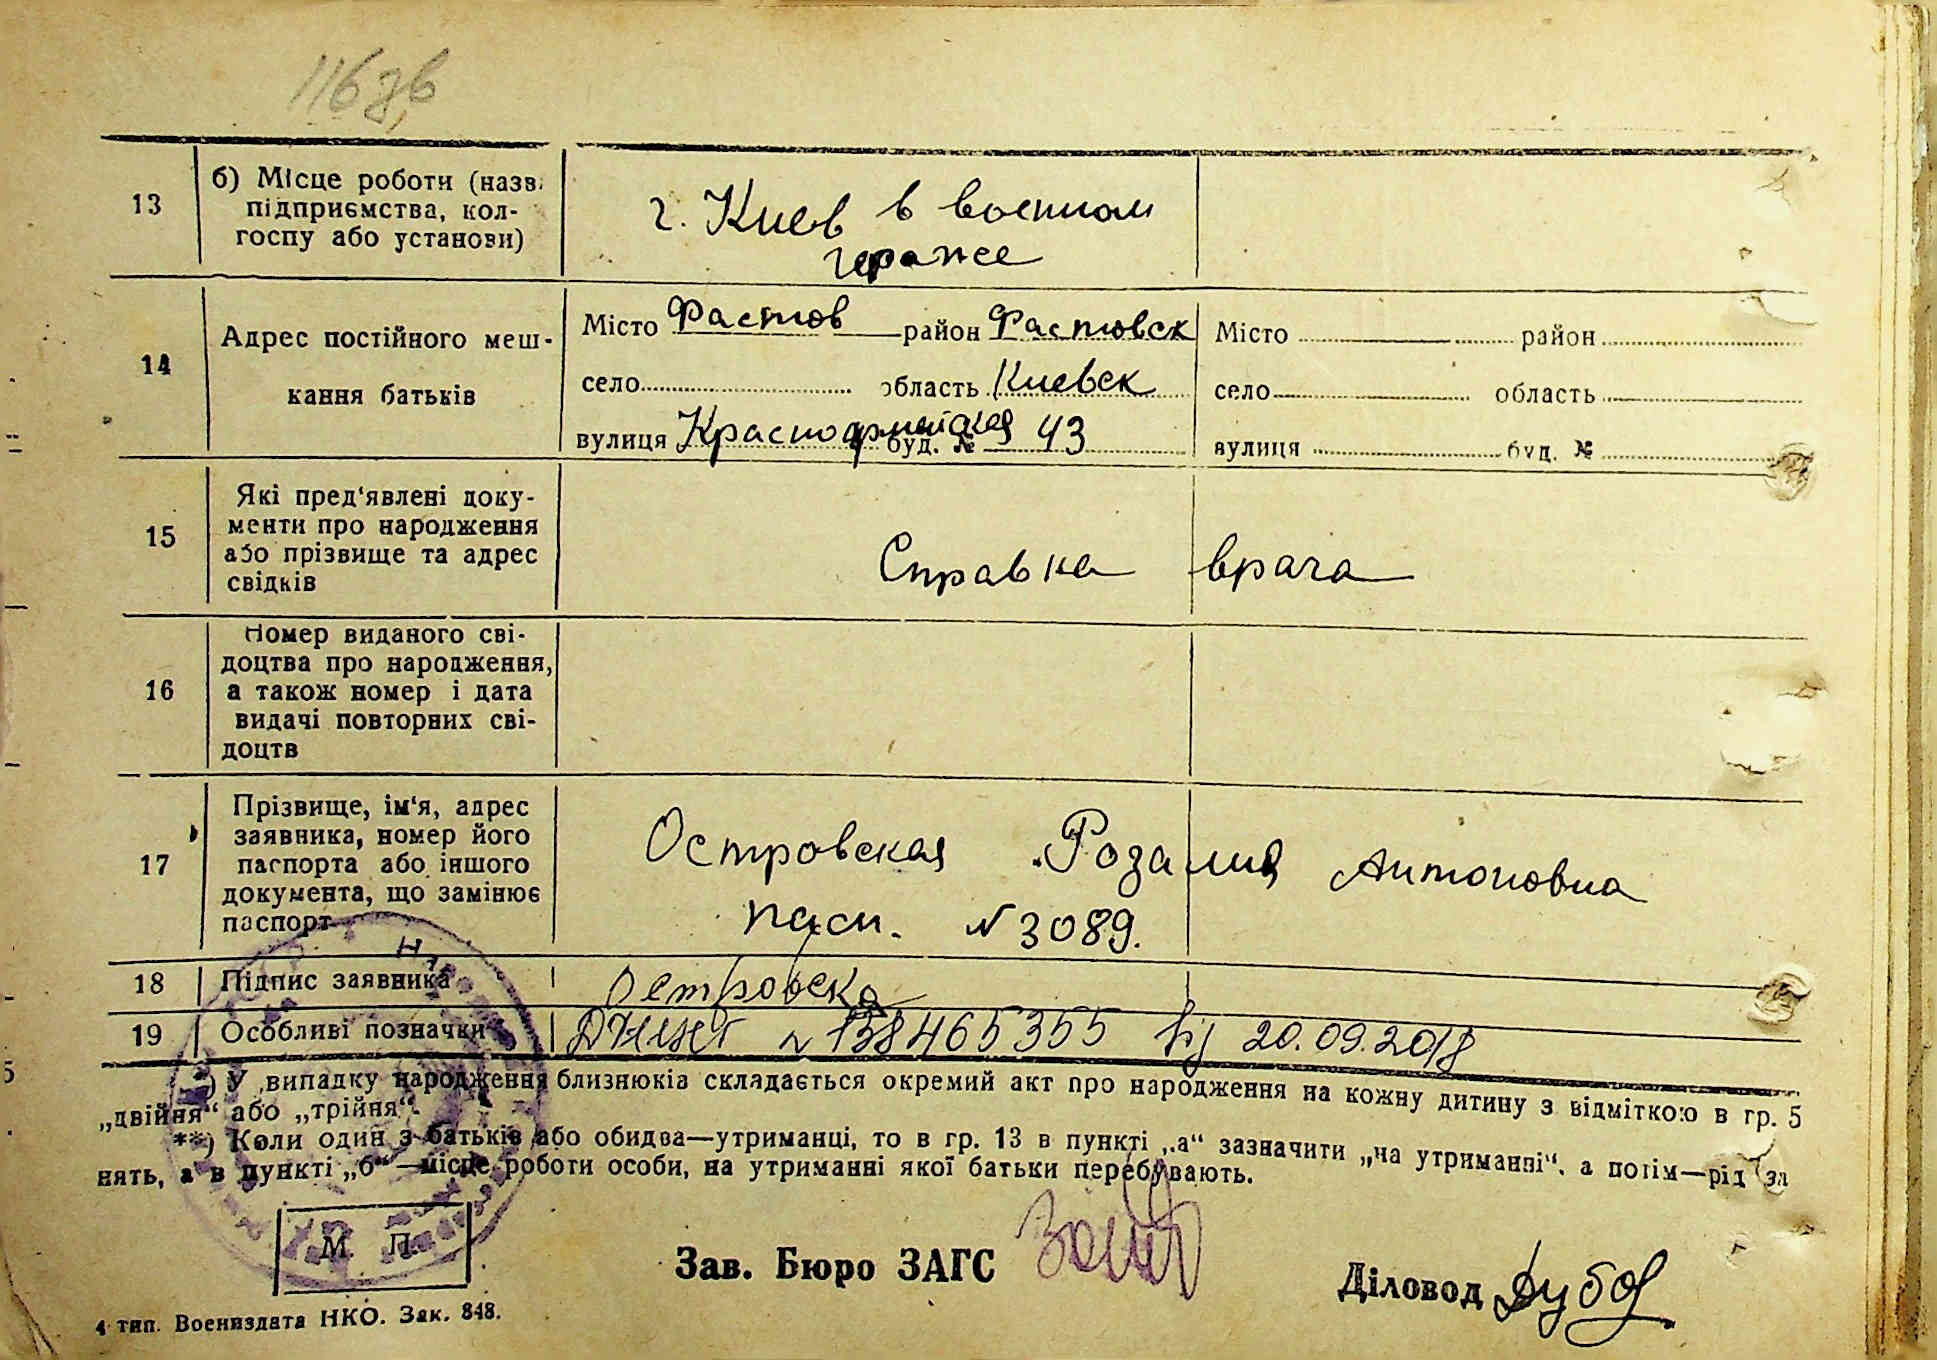 116 зв
13
б) Місце роботи (назв.
підприємства, кол-
госпу або установи)
г. Киев в военном
гараже
14
Адрес постійного меш-
кання батьків
Місто Фастов район Фастовск
село область Киевск
вулиця Красноармейская буд. № 43
Місто район
село область
вулиця буд. №
15
Які пред'явлені доку-
менти про народження
або прізвище та адрес
свідків
Справка врача
16
Номер виданого сві-
доцтва про народження,
а також номер і дата
видачі повторних сві-
доцтв
17
Прізвище, ім'я, адрес
заявника, номер його
паспорта або іншого
документа, що замінює
паспорт
Островская Розалия Антоновна
пасп. № 3089.
18
Підпис заявника
Островска
19
Особливі позначки
N 138465355 від 20.09.2018
*) У випадку народження близнюків складається окремий акт про народження на кожну дитину з відміткою в гр. 5
„двійня“ або „трійня“.
**) Коли один з батьків або обидва—утриманці, то в гр. 13 в пункті „а“ зазначити „на утриманні“, а потім—рід за
нять, а в пункті „б“—місце роботи особи, на утриманні якої батьки перебувають.
М. П.
Зав. Бюро ЗАГС
Діловод
4 тип. Воениздата НКО. Зак. 848.